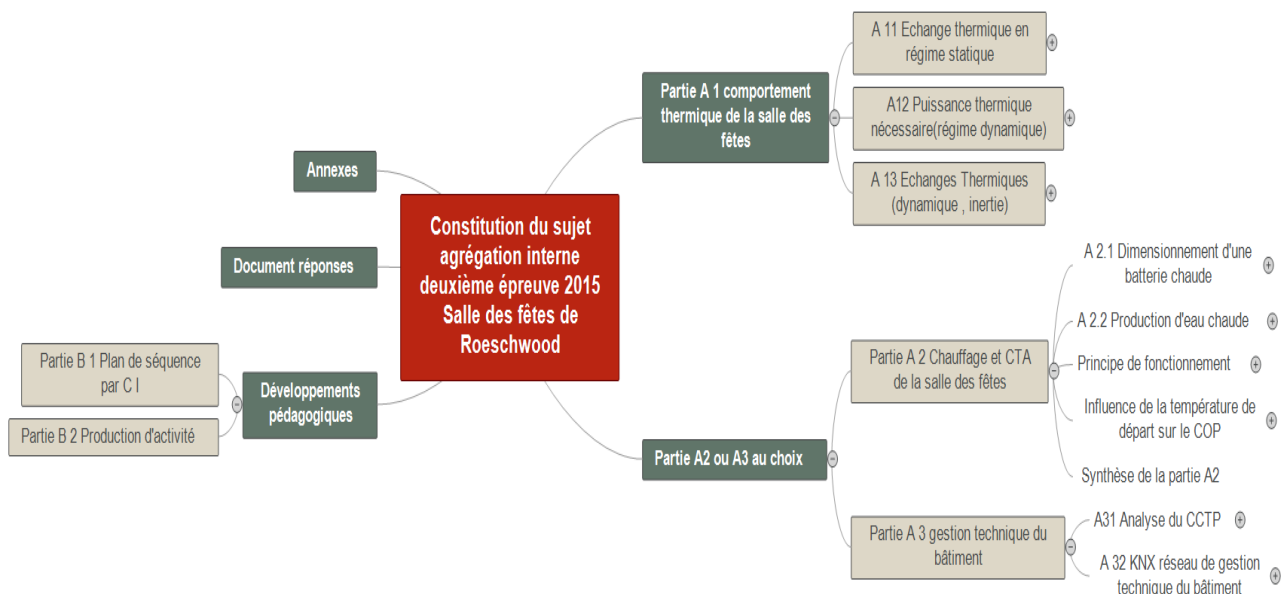 Constitution du sujet
agrégation interne
deuxième épreuve 2015
Salle des fêtes de
Roeschwood
Partie A 1 comportement
thermique de la salle des
fêtes
A 11 Echange thermique en
régime statique
A12 Puissance thermique
nécessaire(régime dynamique)
A 13 Echanges Thermiques
(dynamique , inertie)
Partie A2 ou A3 au choix
Partie A 2 Chauffage et CTA
de la salle des fêtes
A 2.1 Dimensionnement d'une
batterie chaude
A 2.2 Production d'eau chaude
Principe de fonctionnement
Influence de la température de
départ sur le COP
Synthèse de la partie A2
Partie A 3 gestion technique du
bâtiment
A31 Analyse du CCTP
A 32 KNX réseau de gestion
technique du bâtiment
Annexes
Document réponses
Développements
pédagogiques
Partie B 1 Plan de séquence
par C I
Partie B 2 Production d'activité